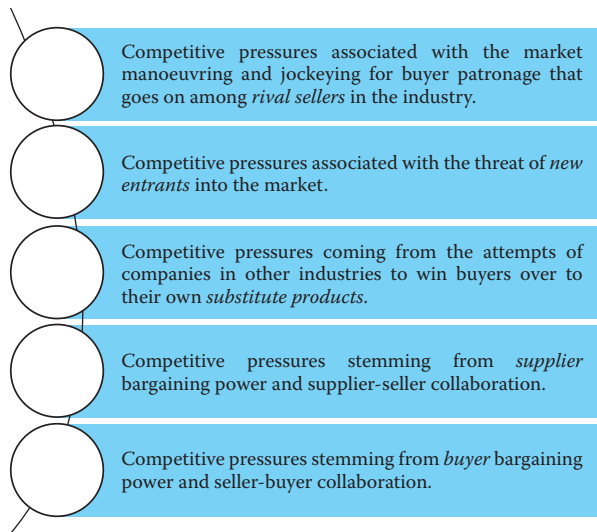 Competitive pressures associated with the market
manoeuvring and jockeying for buyer patronage that
goes on among rival sellers in the industry.
Competitive pressures associated with the threat of new
entrants into the market.
Competitive pressures coming from the attempts of
companies in other industries to win buyers over to
their own substitute products.
Competitive pressures stemming from supplier
bargaining power and supplier-seller collaboration.
Competitive pressures stemming from buyer bargaining
power and seller-buyer collaboration.